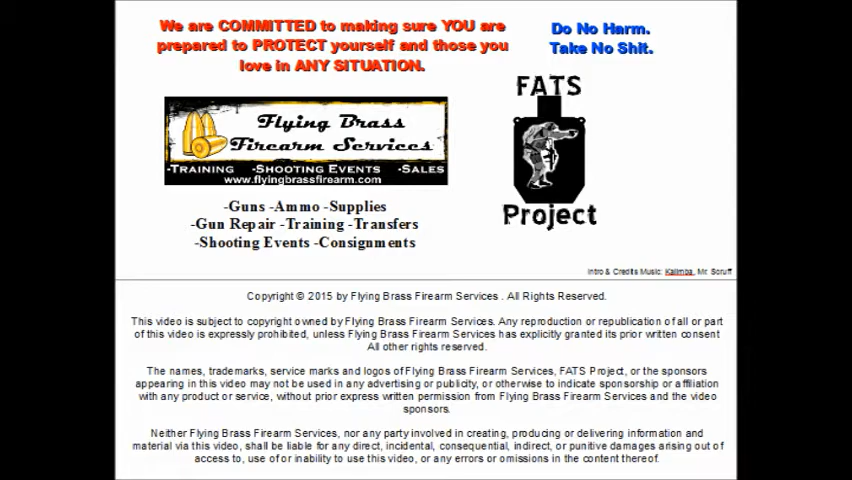 We are COMMITTED to making sure YOU are
prepared to PROTECT yourself and those you
love in ANY SITUATION.
Do No Harm.
Take No Shit.
Flying Brass
Firearm Services
-TRAINING -SHOOTING EVENTS -SALES
www.flyingbrassfirearm.com
FATS
Project
-Guns -Ammo -Supplies
-Gun Repair -Training -Transfers
-Shooting Events -Consignments
Intro & Credits Music: Kalimba, Mr. Scruff
Copyright © 2015 by Flying Brass Firearm Services . All Rights Reserved.
This video is subject to copyright owned by Flying Brass Firearm Services. Any reproduction or republication of all or part
of this video is expressly prohibited, unless Flying Brass Firearm Services has explicitly granted its prior written consent
All other rights reserved.
The names, trademarks, service marks and logos of Flying Brass Firearm Services, FATS Project, or the sponsors
appearing in this video may not be used in any advertising or publicity, or otherwise to indicate sponsorship or affiliation
with any product or service, without prior express written permission from Flying Brass Firearm Services and the video
sponsors.
Neither Flying Brass Firearm Services, nor any party involved in creating, producing or delivering information and
material via this video, shall be liable for any direct, incidental, consequential, indirect, or punitive damages arising out of
access to, use of or inability to use this video, or any errors or omissions in the content thereof.